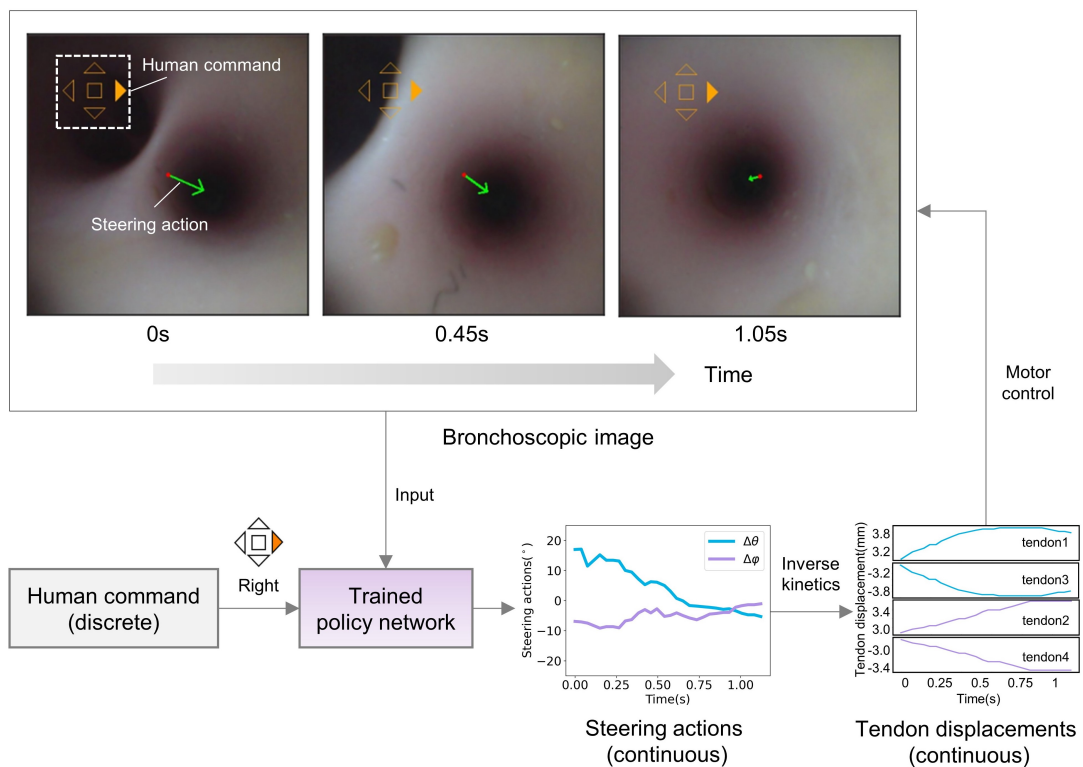 Human command
Steering action
0s
0.45s
1.05s
Time
Bronchoscopic image
Motor
control
Input
Right
Human command
(discrete)
Trained
policy network
Steering actions(°)
20
10
0
−10
−20
Δθ
Δφ
0.00 0.25 0.50 0.75 1.00
Time(s)
Steering actions
(continuous)
Inverse
kinetics
Tendon displacement(mm)
3.8
3.2
tendon1
-3.2
-3.8
tendon3
3.4
3.0
tendon2
-3.0
-3.4
tendon4
0 0.25 0.5 0.75 1
Time(s)
Tendon displacements
(continuous)